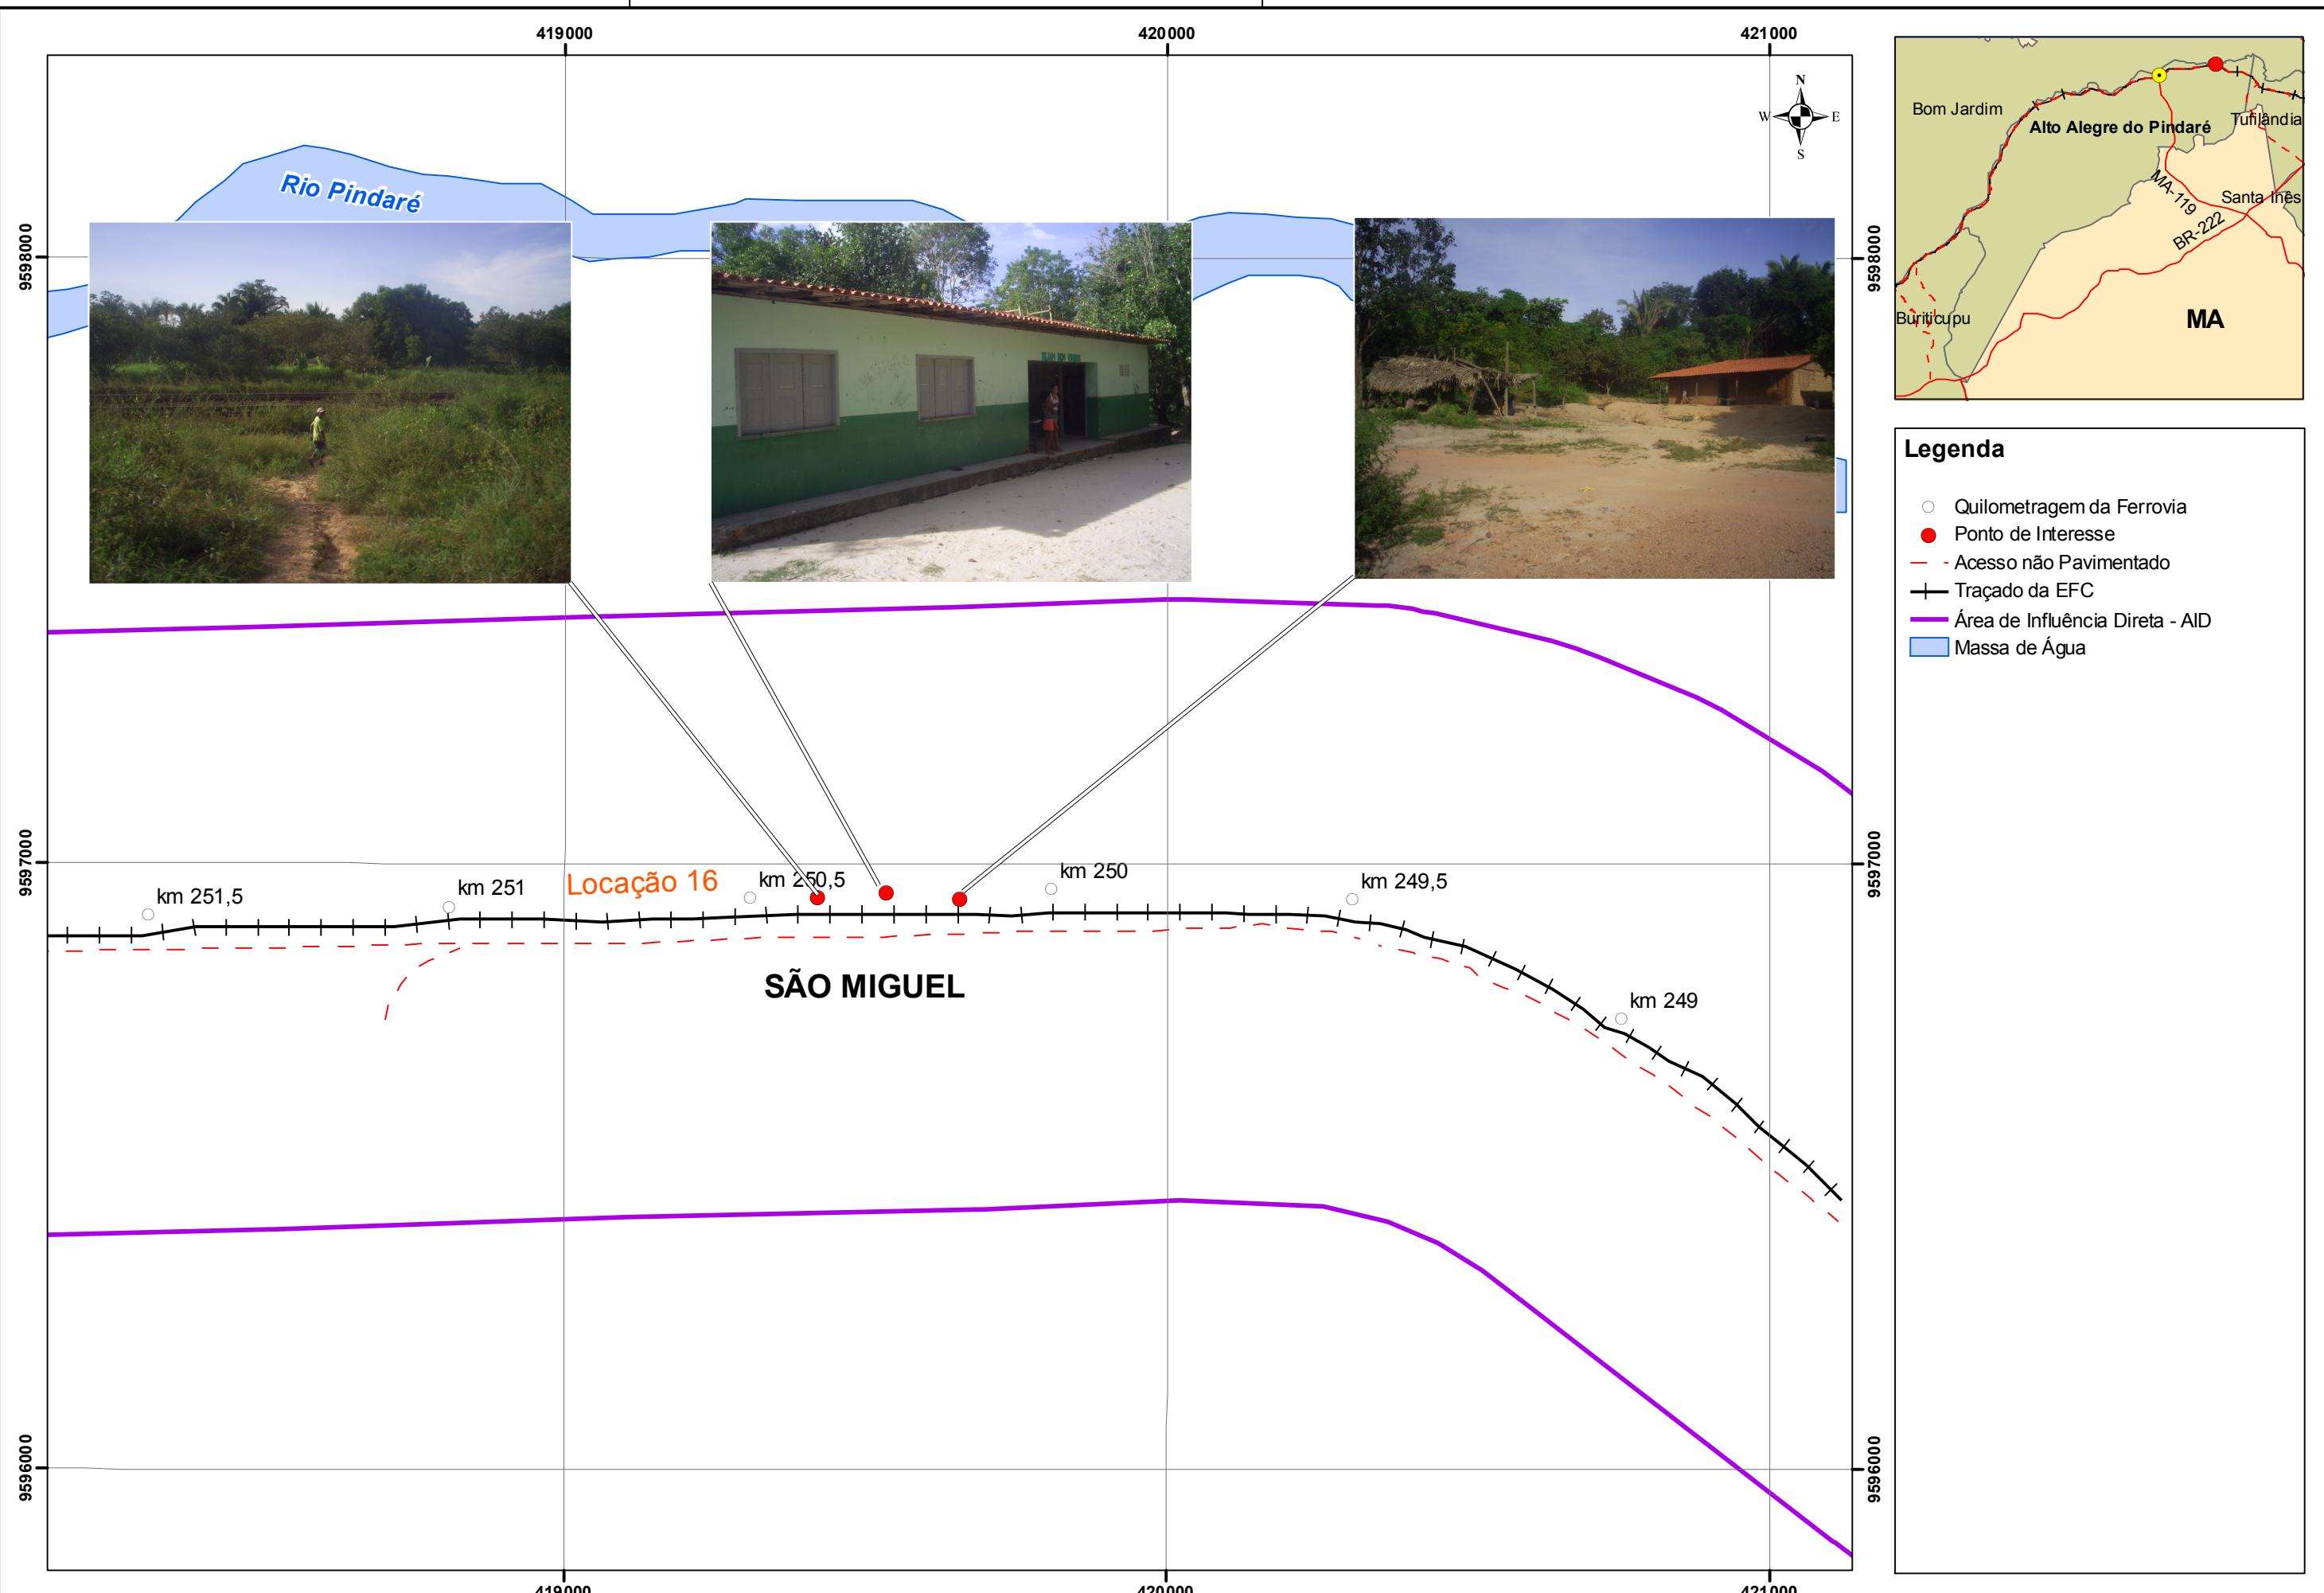 419000
420000
421000
N
W
E
S
Rio Pindaré
9598000
9598000
Bom Jardim
Alto Alegre do Pindaré
Tufilândia
MA-119
Santa Inês
BR-222
Buriticupu
MA
Legenda
Quilometragem da Ferrovia
Ponto de Interesse
Acesso não Pavimentado
Traçado da EFC
Área de Influência Direta - AID
Massa de Água
9597000
9597000
km 251,5
km 251
Locação 16
km 250,5
km 250
km 249,5
km 249
SÃO MIGUEL
9596000
9596000
419000
420000
421000